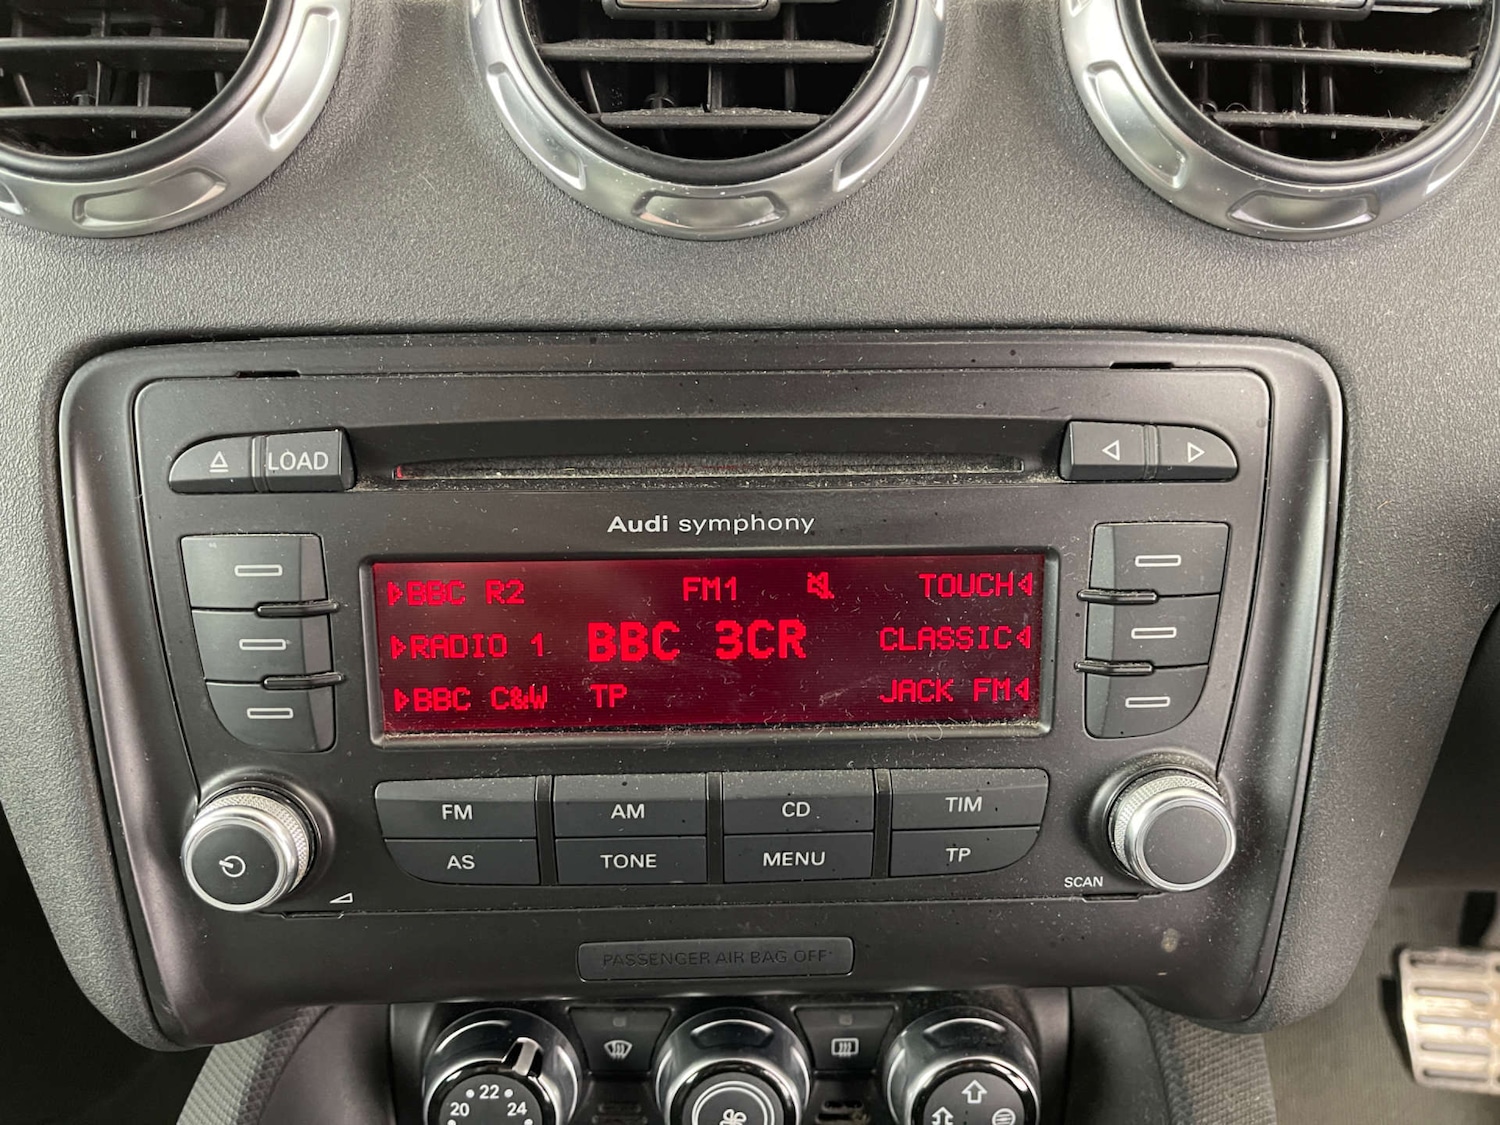 LOAD
Audi symphony
BBC R2 FM1 TOUCH
RADIO 1 BBC 3CR CLASSIC
BBC C&W TP JACK FM
FM AM CD TIM
AS TONE MENU TP
SCAN
PASSENGER AIR BAG OFF
20 22 24